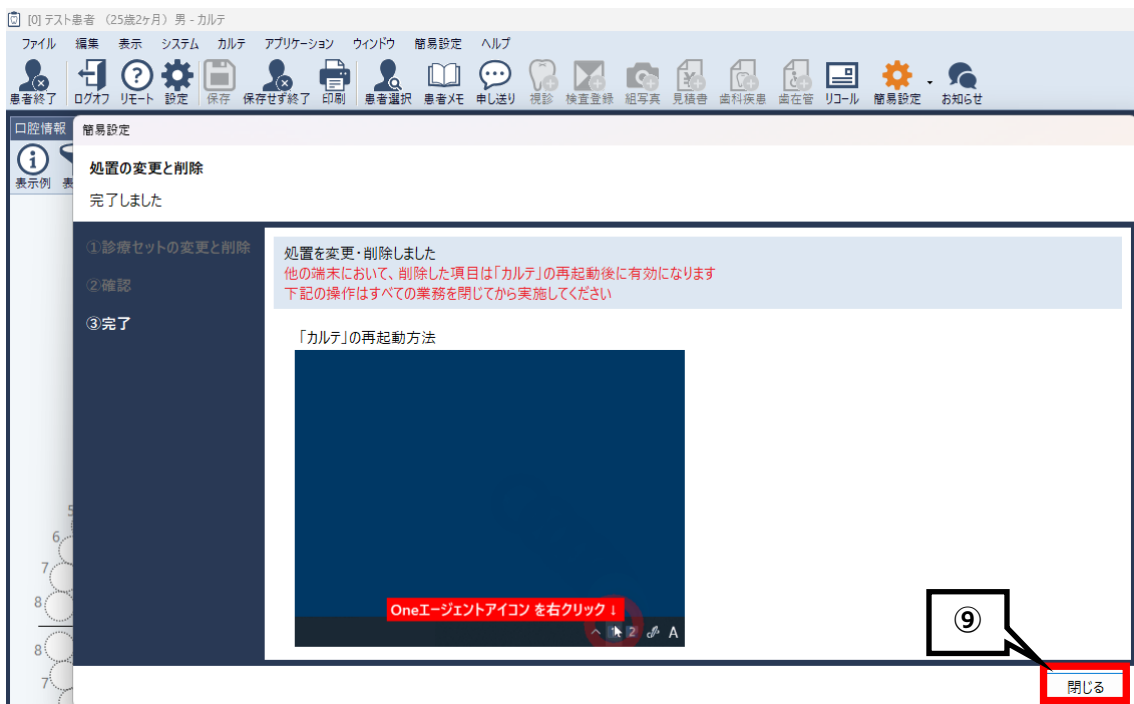 [0] テスト患者 (25歳2ヶ月) 男 - カルテ
ファイル 編集 表示 システム カルテ アプリケーション ウィンドウ 簡易設定 ヘルプ
患者終了 ログオフ リモート 設定 保存 保存せず終了 印刷 患者選択 患者メモ 申し送り 視診 検査登録 組写真 見積書 歯科疾患 歯在管 リコール 簡易設定 お知らせ
口腔情報
表示例 表
簡易設定
処置の変更と削除
完了しました
①診療セットの変更と削除
②確認
③完了
処置を変更・削除しました
他の端末において、削除した項目は「カルテ」の再起動後に有効になります
下記の操作はすべての業務を閉じてから実施してください
「カルテ」の再起動方法
Oneエージェントアイコン を右クリック↓
2 A
5
6
7
8
8
7
⑨
閉じる